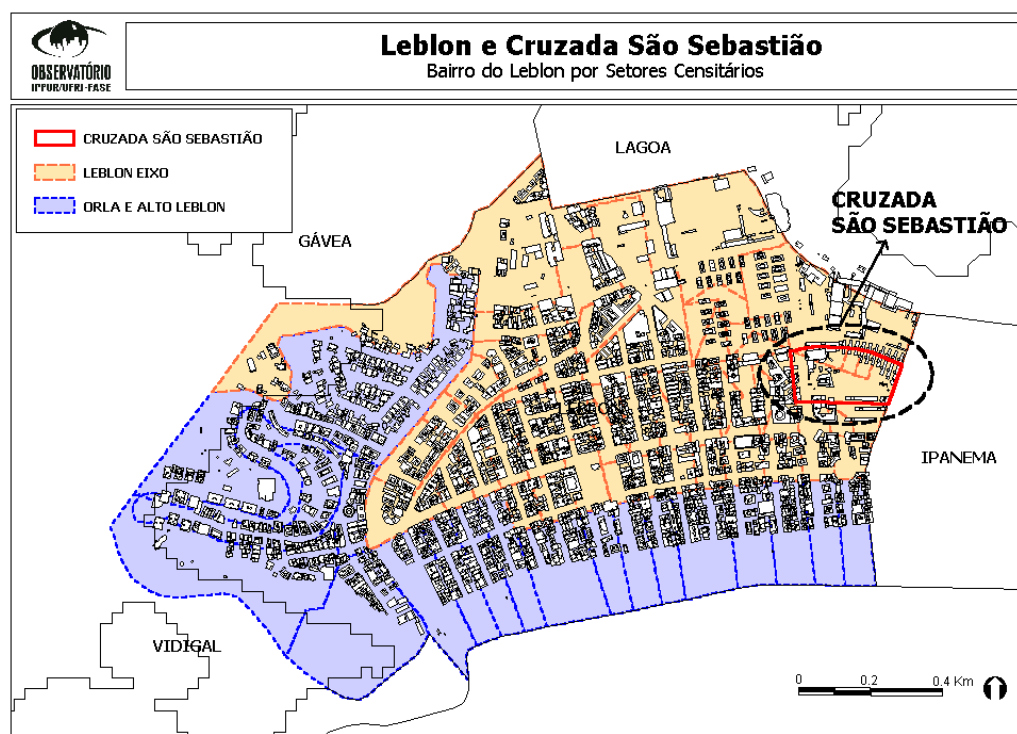 Leblon e Cruzada São Sebastião
Bairro do Leblon por Setores Censitários
OBSERVATÓRIO
IPPUR/UFRJ-FASE
CRUZADA SÃO SEBASTIÃO
LEBLON EIXO
ORLA E ALTO LEBLON
LAGOA
CRUZADA
SÃO SEBASTIÃO
GÁVEA
IPANEMA
VIDIGAL
0 0.2 0.4 Km